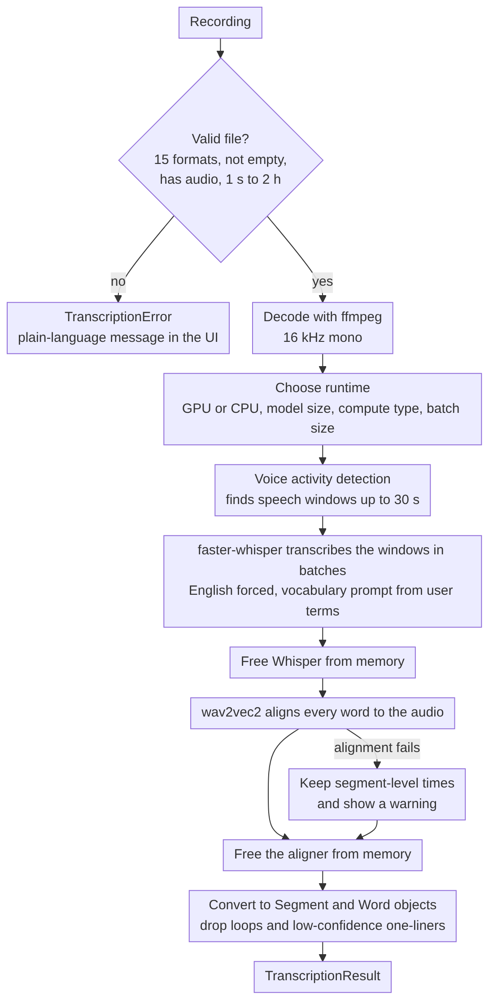 Recording
Valid file?
15 formats, not empty,
has audio, 1 s to 2 h
no
yes
TranscriptionError
plain-language message in the UI
Decode with ffmpeg
16 kHz mono
Choose runtime
GPU or CPU, model size, compute type, batch
size
Voice activity detection
finds speech windows up to 30 s
faster-whisper transcribes the windows in
batches
English forced, vocabulary prompt from user
terms
Free Whisper from memory
wav2vec2 aligns every word to the audio
alignment fails
Keep segment-level times
and show a warning
Free the aligner from memory
Convert to Segment and Word objects
drop loops and low-confidence one-liners
TranscriptionResult